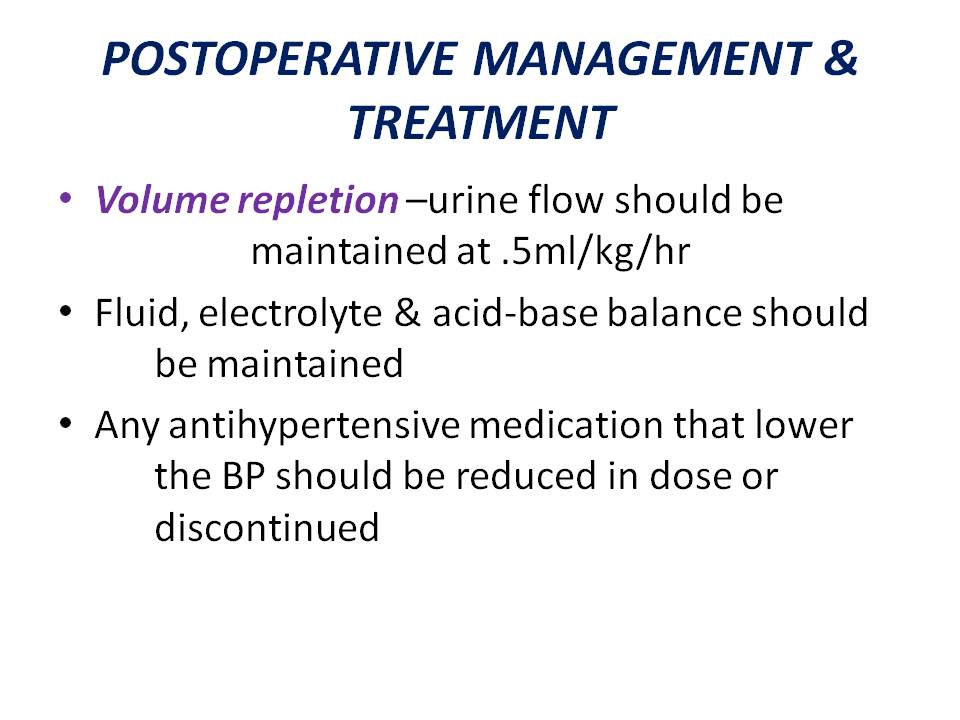 POSTOPERATIVE MANAGEMENT &
TREATMENT
• Volume repletion –urine flow should be
maintained at .5ml/kg/hr
• Fluid, electrolyte & acid-base balance should
be maintained
• Any antihypertensive medication that lower
the BP should be reduced in dose or
discontinued